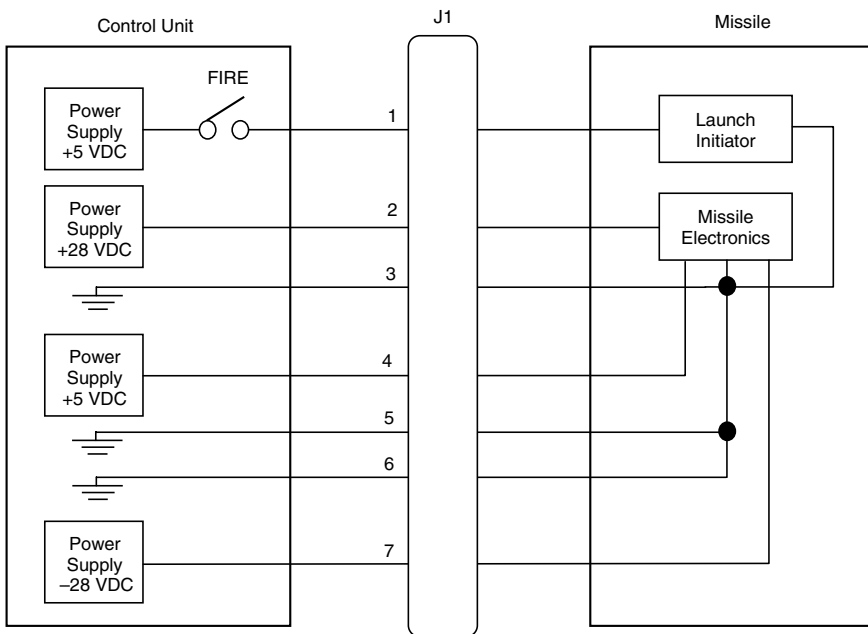 Control Unit
J1
Missile
FIRE
Power
Supply
+5 VDC
1
Launch
Initiator
Power
Supply
+28 VDC
2
Missile
Electronics
3
Power
Supply
+5 VDC
4
5
6
Power
Supply
–28 VDC
7